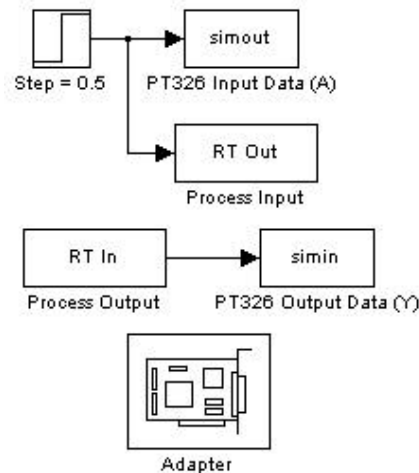 simout
Step = 0.5
PT326 Input Data (A)
RT Out
Process Input
RT In
simin
Process Output
PT326 Output Data (Y)
Adapter